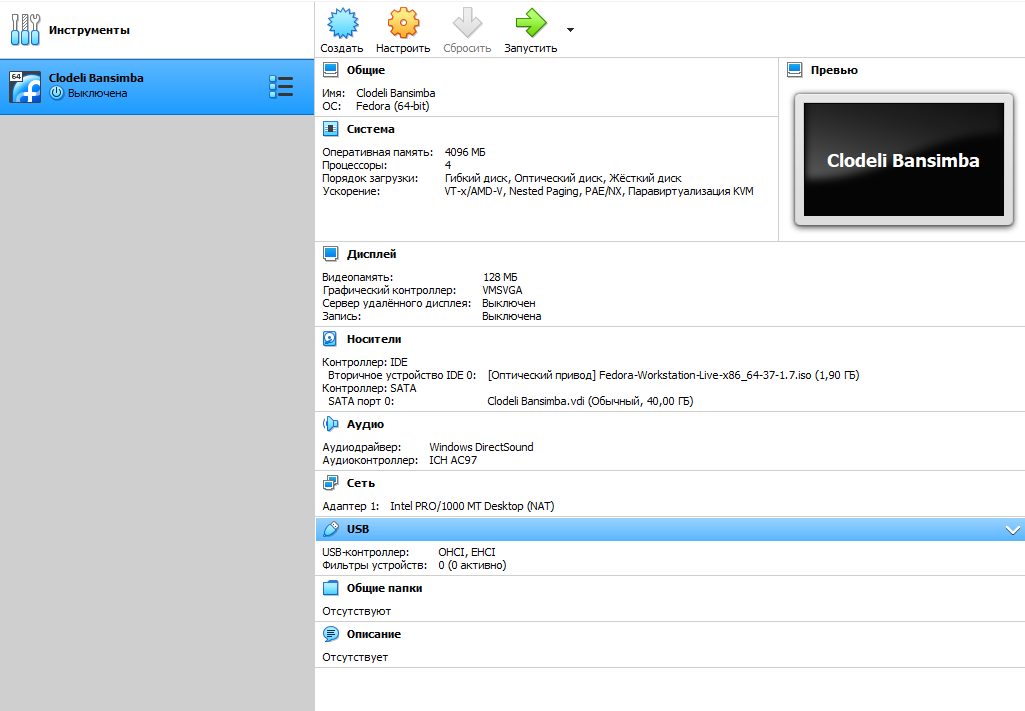 Инструменты
Создать Настроить Сбросить Запустить
64
Clodeli Bansimba
Выключена
Общие
Имя: Clodeli Bansimba
ОС: Fedora (64-bit)
Система
Оперативная память: 4096 МБ
Процессоры: 4
Порядок загрузки: Гибкий диск, Оптический диск, Жёсткий диск
Ускорение: VT-x/AMD-V, Nested Paging, PAE/NX, Паравиртуализация KVM
Превью
Clodeli Bansimba
Дисплей
Видеопамять: 128 МБ
Графический контроллер: VMSVGA
Сервер удалённого дисплея: Выключен
Запись: Выключена
Носители
Контроллер: IDE
Вторичное устройство IDE 0: [Оптический привод] Fedora-Workstation-Live-x86_64-37-1.7.iso (1,90 ГБ)
Контроллер: SATA
SATA порт 0: Clodeli Bansimba.vdi (Обычный, 40,00 ГБ)
Аудио
Аудиодрайвер: Windows DirectSound
Аудиоконтроллер: ICH AC97
Сеть
Адаптер 1: Intel PRO/1000 MT Desktop (NAT)
USB
USB-контроллер: OHCI, EHCI
Фильтры устройств: 0 (0 активно)
Общие папки
Отсутствуют
Описание
Отсутствует